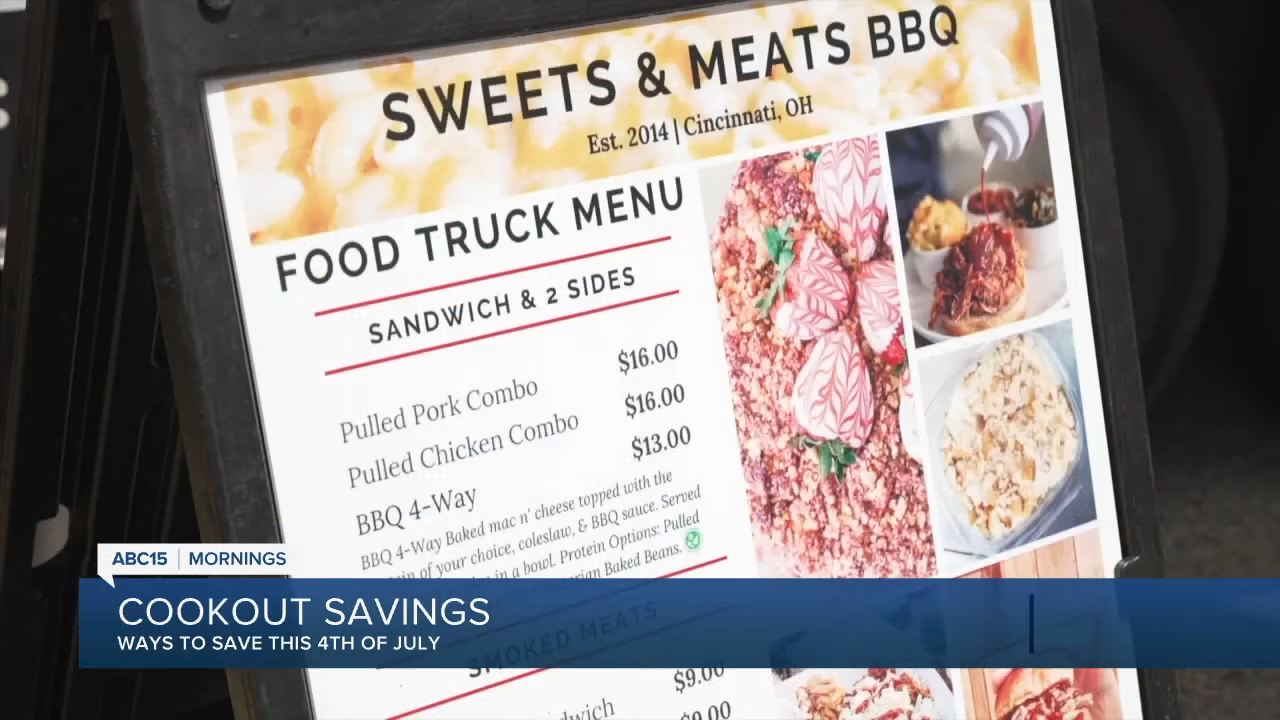 SWEETS & MEATS BBQ
Est. 2014 | Cincinnati, OH
FOOD TRUCK MENU
SANDWICH & 2 SIDES
Pulled Pork Combo $16.00
Pulled Chicken Combo $16.00
BBQ 4-Way $13.00
BBQ 4-Way Baked mac n' cheese topped with the
of your choice, coleslaw, & BBQ sauce. Served
in a bowl. Protein Options: Pulled
Baked Beans.
SMOKED MEATS
$9.00
ABC15 | MORNINGS
COOKOUT SAVINGS
WAYS TO SAVE THIS 4TH OF JULY